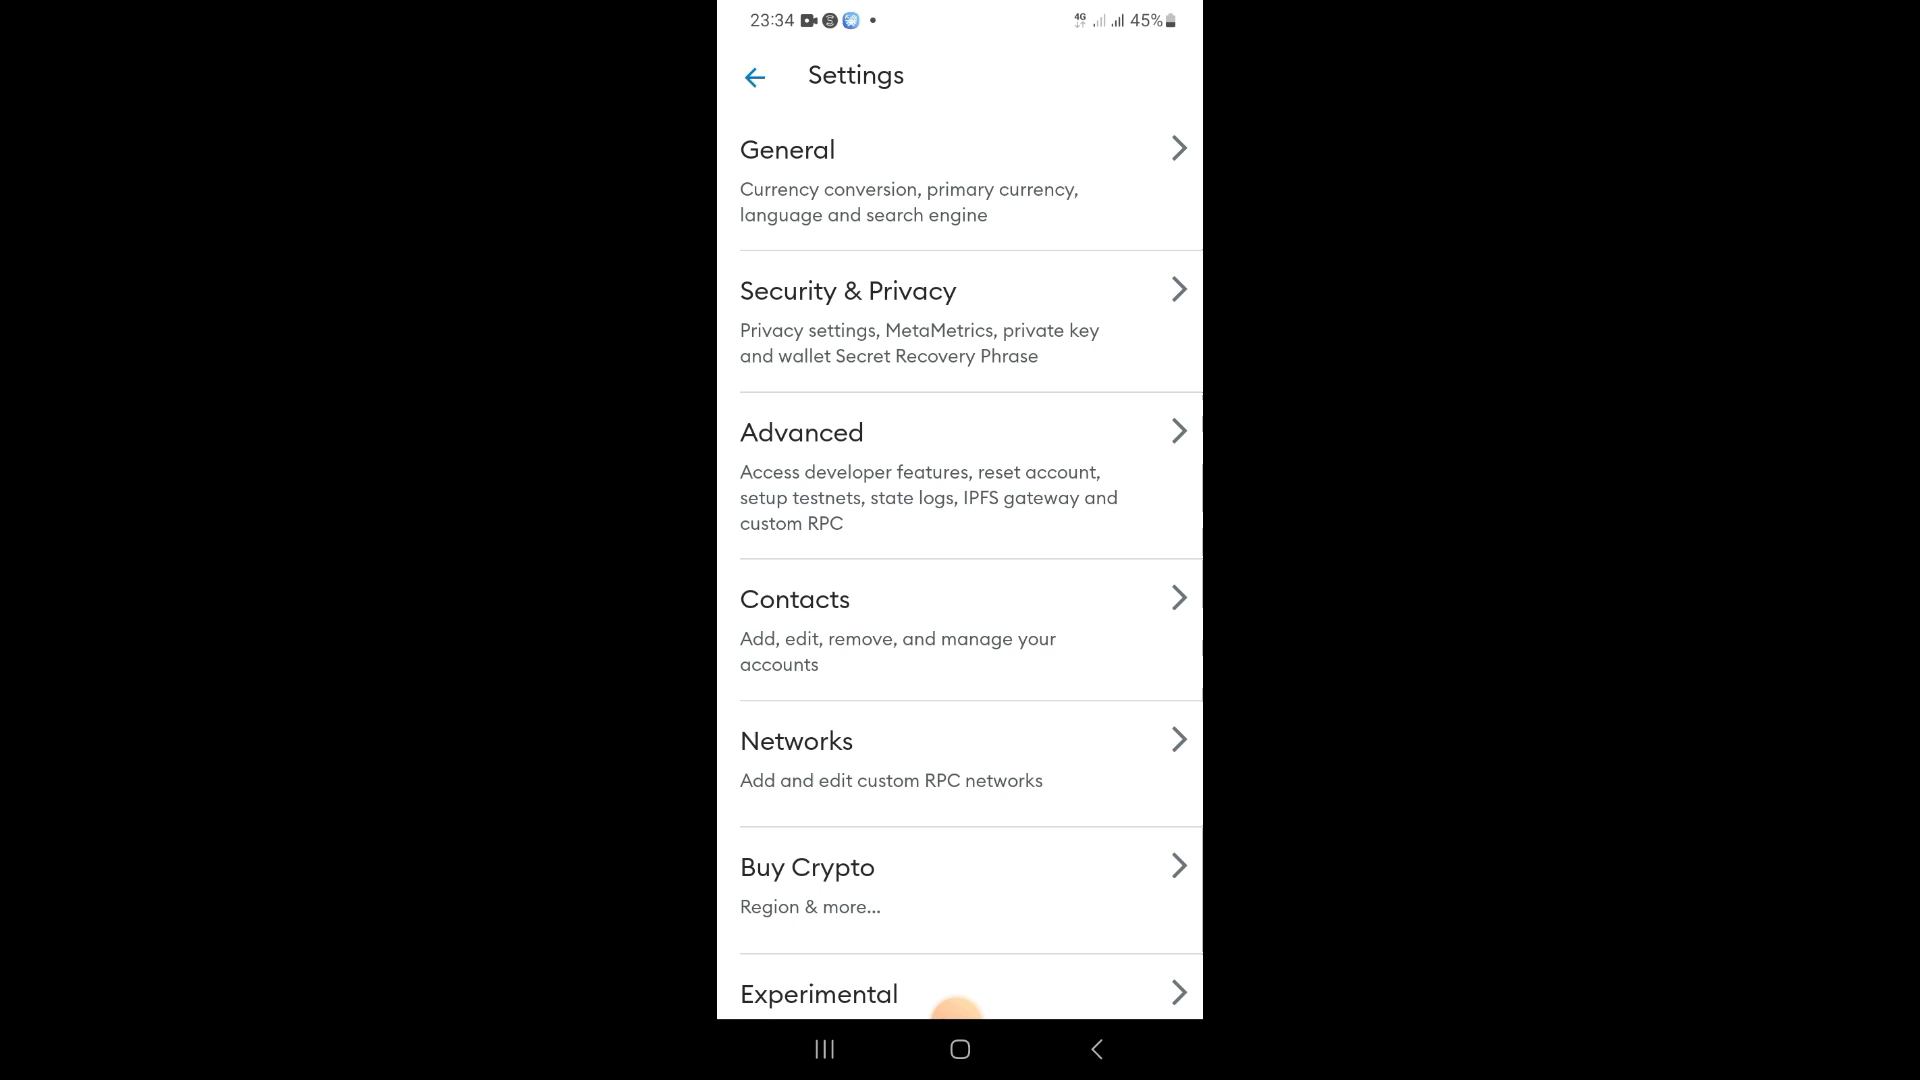 23:34
4G 45%
Settings
General
Currency conversion, primary currency,
language and search engine
Security & Privacy
Privacy settings, MetaMetrics, private key
and wallet Secret Recovery Phrase
Advanced
Access developer features, reset account,
setup testnets, state logs, IPFS gateway and
custom RPC
Contacts
Add, edit, remove, and manage your
accounts
Networks
Add and edit custom RPC networks
Buy Crypto
Region & more...
Experimental